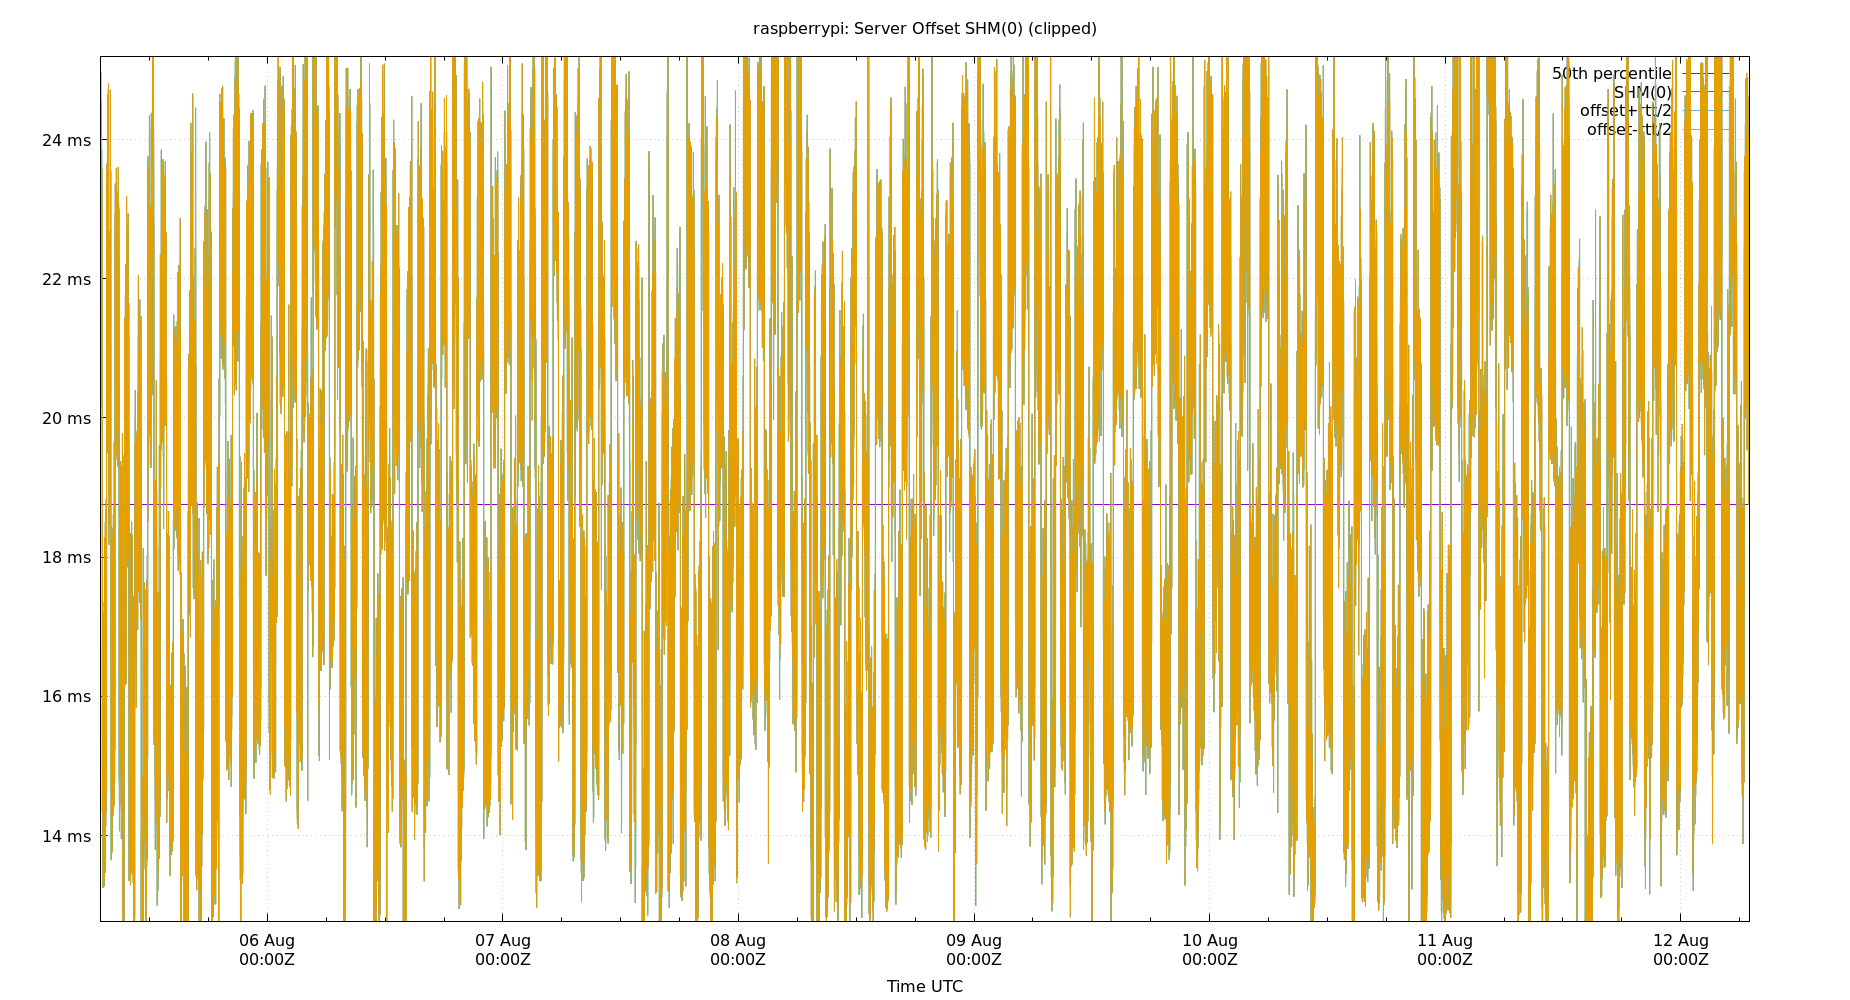 raspberrypi: Server Offset SHM(0) (clipped)
50th percentile
SHM(0)
offset+rtt/2
offset-rtt/2
24 ms
22 ms
20 ms
18 ms
16 ms
14 ms
06 Aug 07 Aug 08 Aug 09 Aug 10 Aug 11 Aug 12 Aug
00:00Z 00:00Z 00:00Z 00:00Z 00:00Z 00:00Z 00:00Z
Time UTC